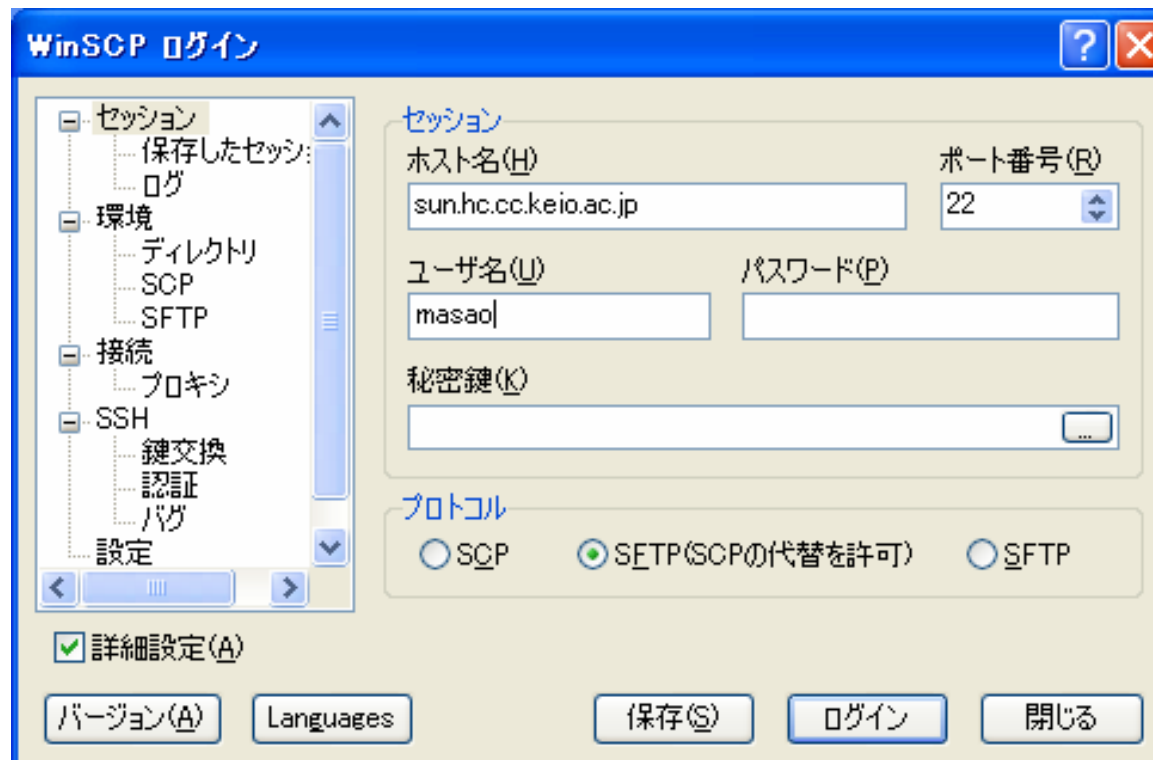 WinSCP ログイン
セッション
保存したセッショ
ログ
環境
ディレクトリ
SCP
SFTP
接続
プロキシ
SSH
鍵交換
認証
バグ
設定
詳細設定(A)
セッション
ホスト名(H)
ポート番号(R)
sun.hc.cc.keio.ac.jp
22
ユーザ名(U)
パスワード(P)
masao
秘密鍵(K)
...
プロトコル
SCP
SFTP(SCPの代替を許可)
SFTP
バージョン(A)
Languages
保存(S)
ログイン
閉じる